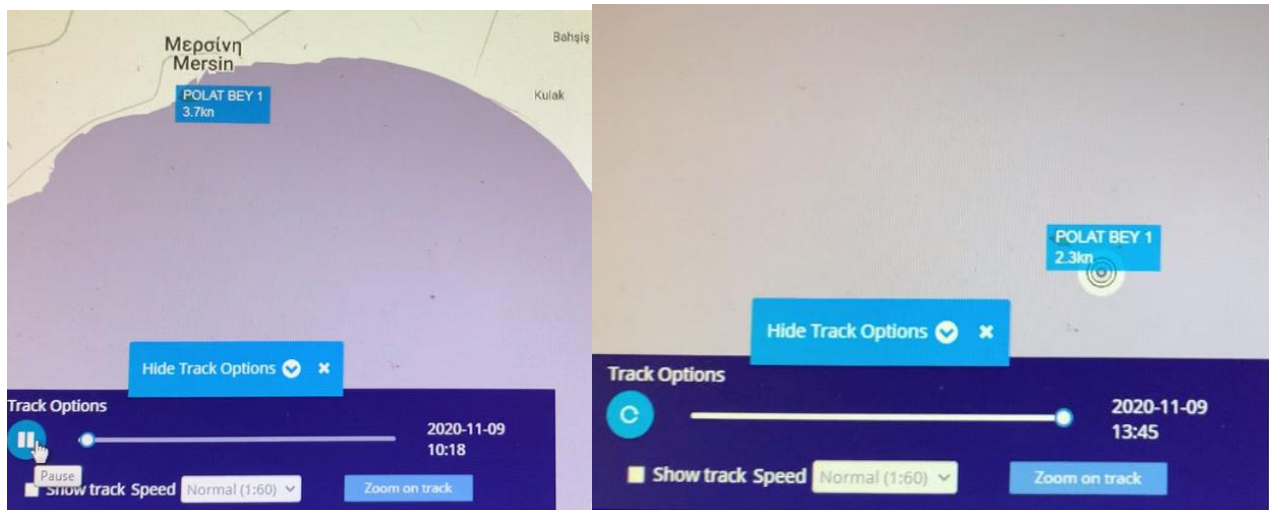 Μερσίνη
Mersin
Bahşiş
Kulak
POLAT BEY 1
3.7kn
Hide Track Options
Track Options
2020-11-09
10:18
Pause
Show track Speed Normal (1:60)
Zoom on track
POLAT BEY 1
2.3kn
Hide Track Options
Track Options
2020-11-09
13:45
Show track Speed Normal (1:60)
Zoom on track